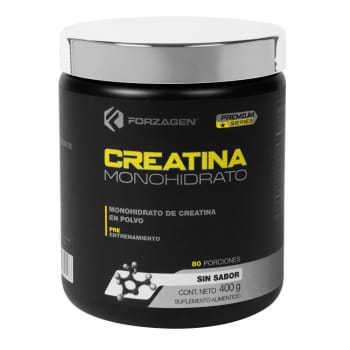 FORZAGEN
PREMIUM
SERIES
CREATINA
MONOHIDRATO
MONOHIDRATO DE CREATINA
EN POLVO
PRE
ENTRENAMIENTO
80 PORCIONES
SIN SABOR
CONT. NETO 400 g
SUPLEMENTO ALIMENTICIO